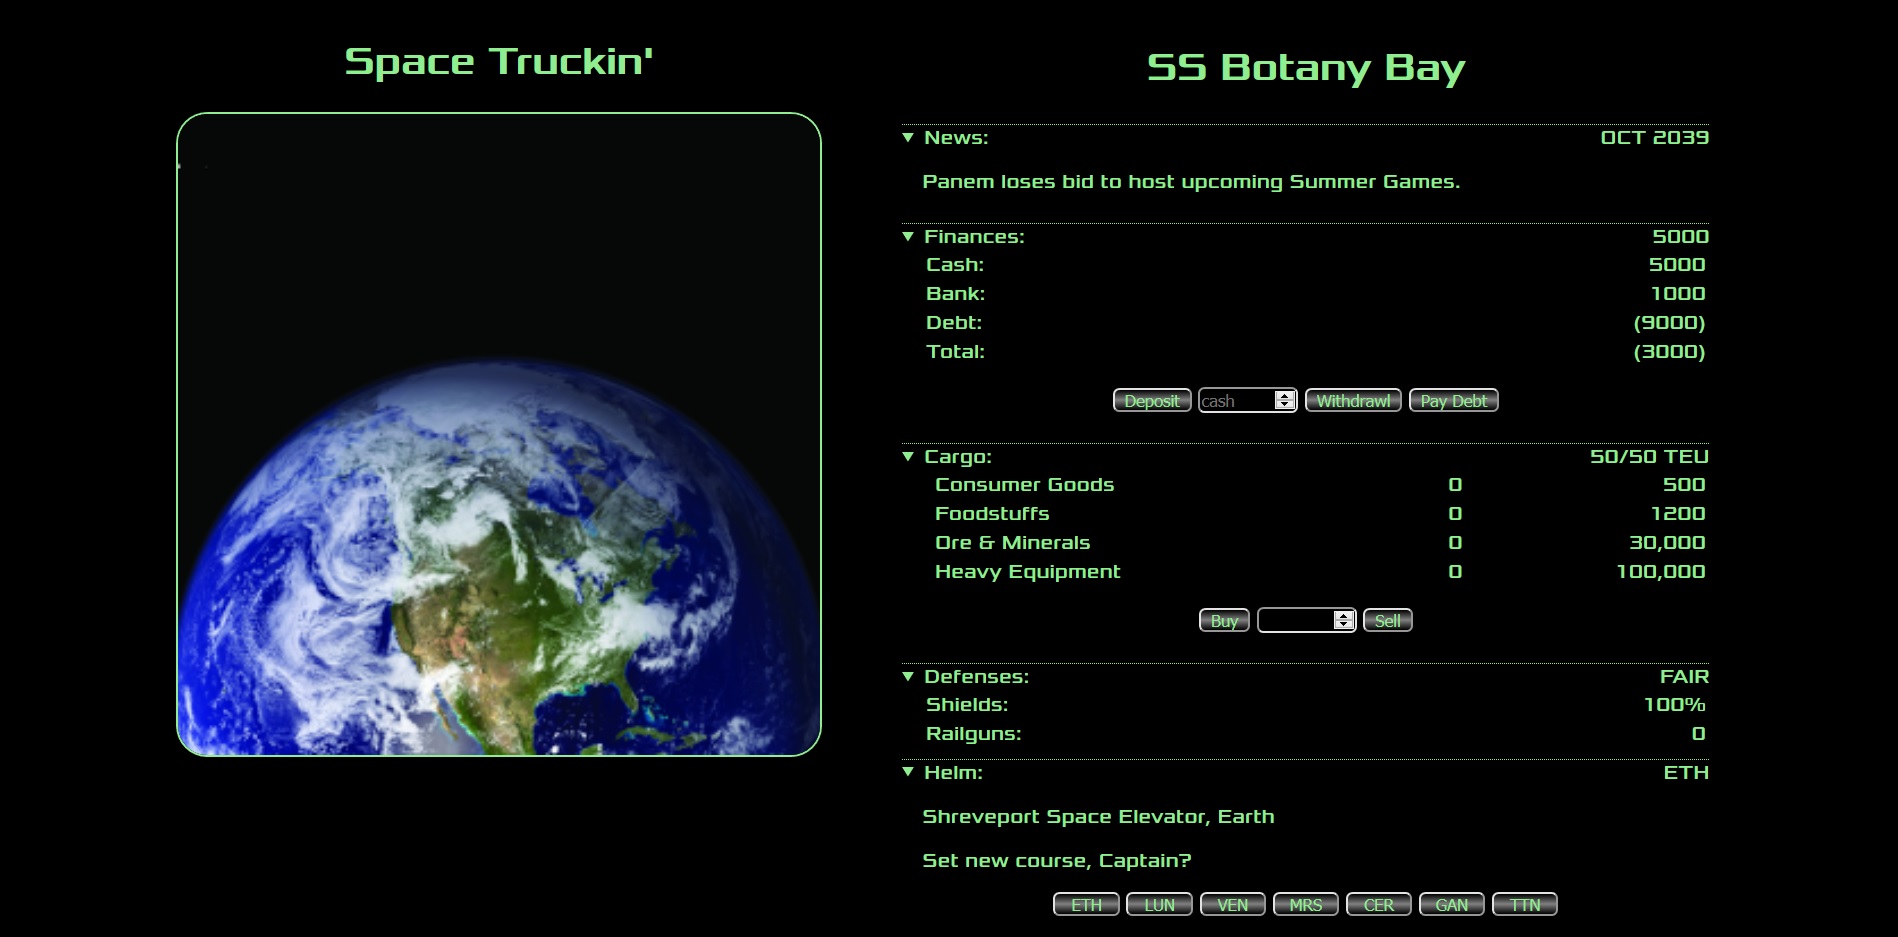 Space Truckin'
SS Botany Bay
News: OCT 2039
Panem loses bid to host upcoming Summer Games.
Finances: 5000
Cash: 5000
Bank: 1000
Debt: (9000)
Total: (3000)
Deposit cash Withdrawl Pay Debt
Cargo: 50/50 TEU
Consumer Goods 0 500
Foodstuffs 0 1200
Ore & Minerals 0 30,000
Heavy Equipment 0 100,000
Buy Sell
Defenses: FAIR
Shields: 100%
Railguns: 0
Helm: ETH
Shreveport Space Elevator, Earth
Set new course, Captain?
ETH LUN VEN MRS CER GAN TTN